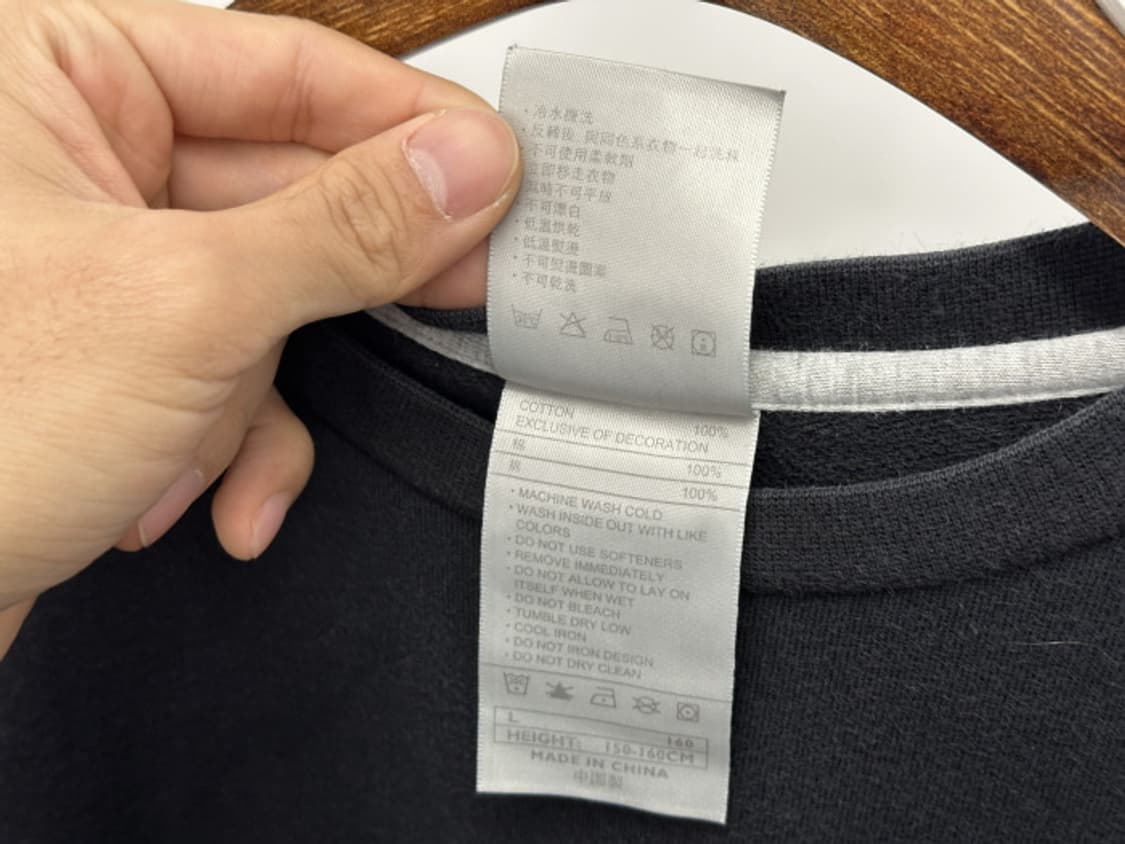 · 冷水機洗
· 反轉後 與同色系衣物一起洗滌
· 不可使用柔軟劑
立即移走衣物
濕時不可平放
· 不可漂白
· 低溫烘乾
· 低溫熨燙
· 不可熨燙圖案
· 不可乾洗
COTTON 100%
EXCLUSIVE OF DECORATION
棉 100%
綿 100%
• MACHINE WASH COLD
• WASH INSIDE OUT WITH LIKE
COLORS
• DO NOT USE SOFTENERS
• REMOVE IMMEDIATELY
• DO NOT ALLOW TO LAY ON
ITSELF WHEN WET
• DO NOT BLEACH
• TUMBLE DRY LOW
• COOL IRON
• DO NOT IRON DESIGN
• DO NOT DRY CLEAN
L 160
HEIGHT: 150-160CM
MADE IN CHINA
中国製